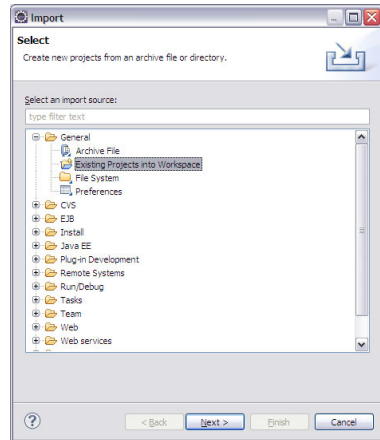 Import
Select
Create new projects from an archive file or directory.
Select an import source:
type filter text
General
Archive File
Existing Projects into Workspace
File System
Preferences
CVS
EJB
Install
Java EE
Plug-in Development
Remote Systems
Run/Debug
Tasks
Team
Web
Web services
?
< Back Next > Finish Cancel